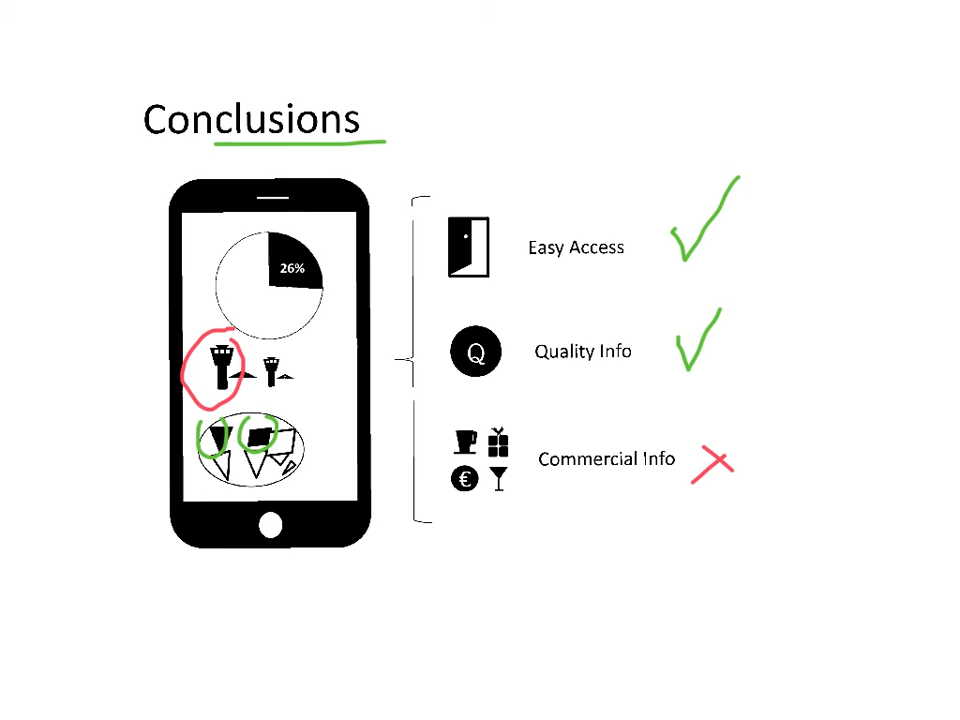 Conclusions
26%
Easy Access
Q
Quality Info
Commercial Info
€